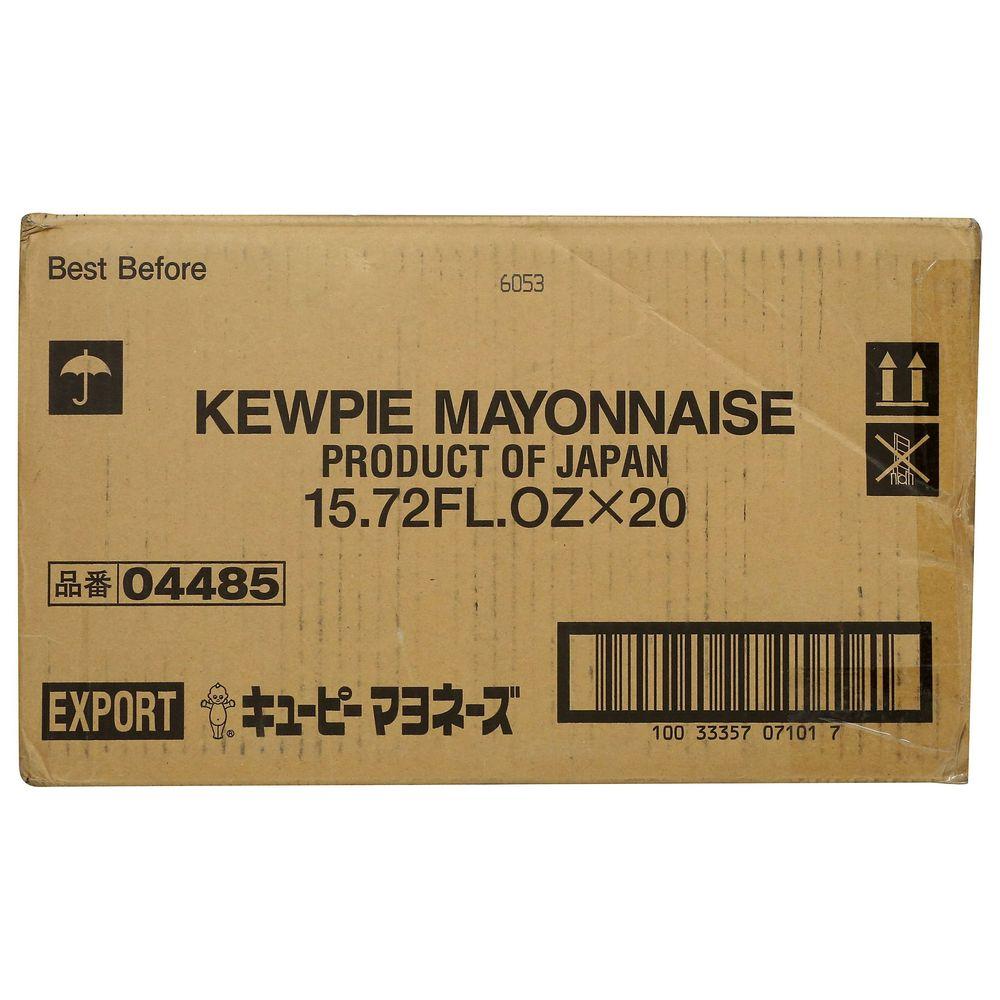 Best Before
6053
KEWPIE MAYONNAISE
PRODUCT OF JAPAN
15.72FL.OZ×20
品番 04485
EXPORT
® キューピー マヨネーズ
100 33357 07101 7